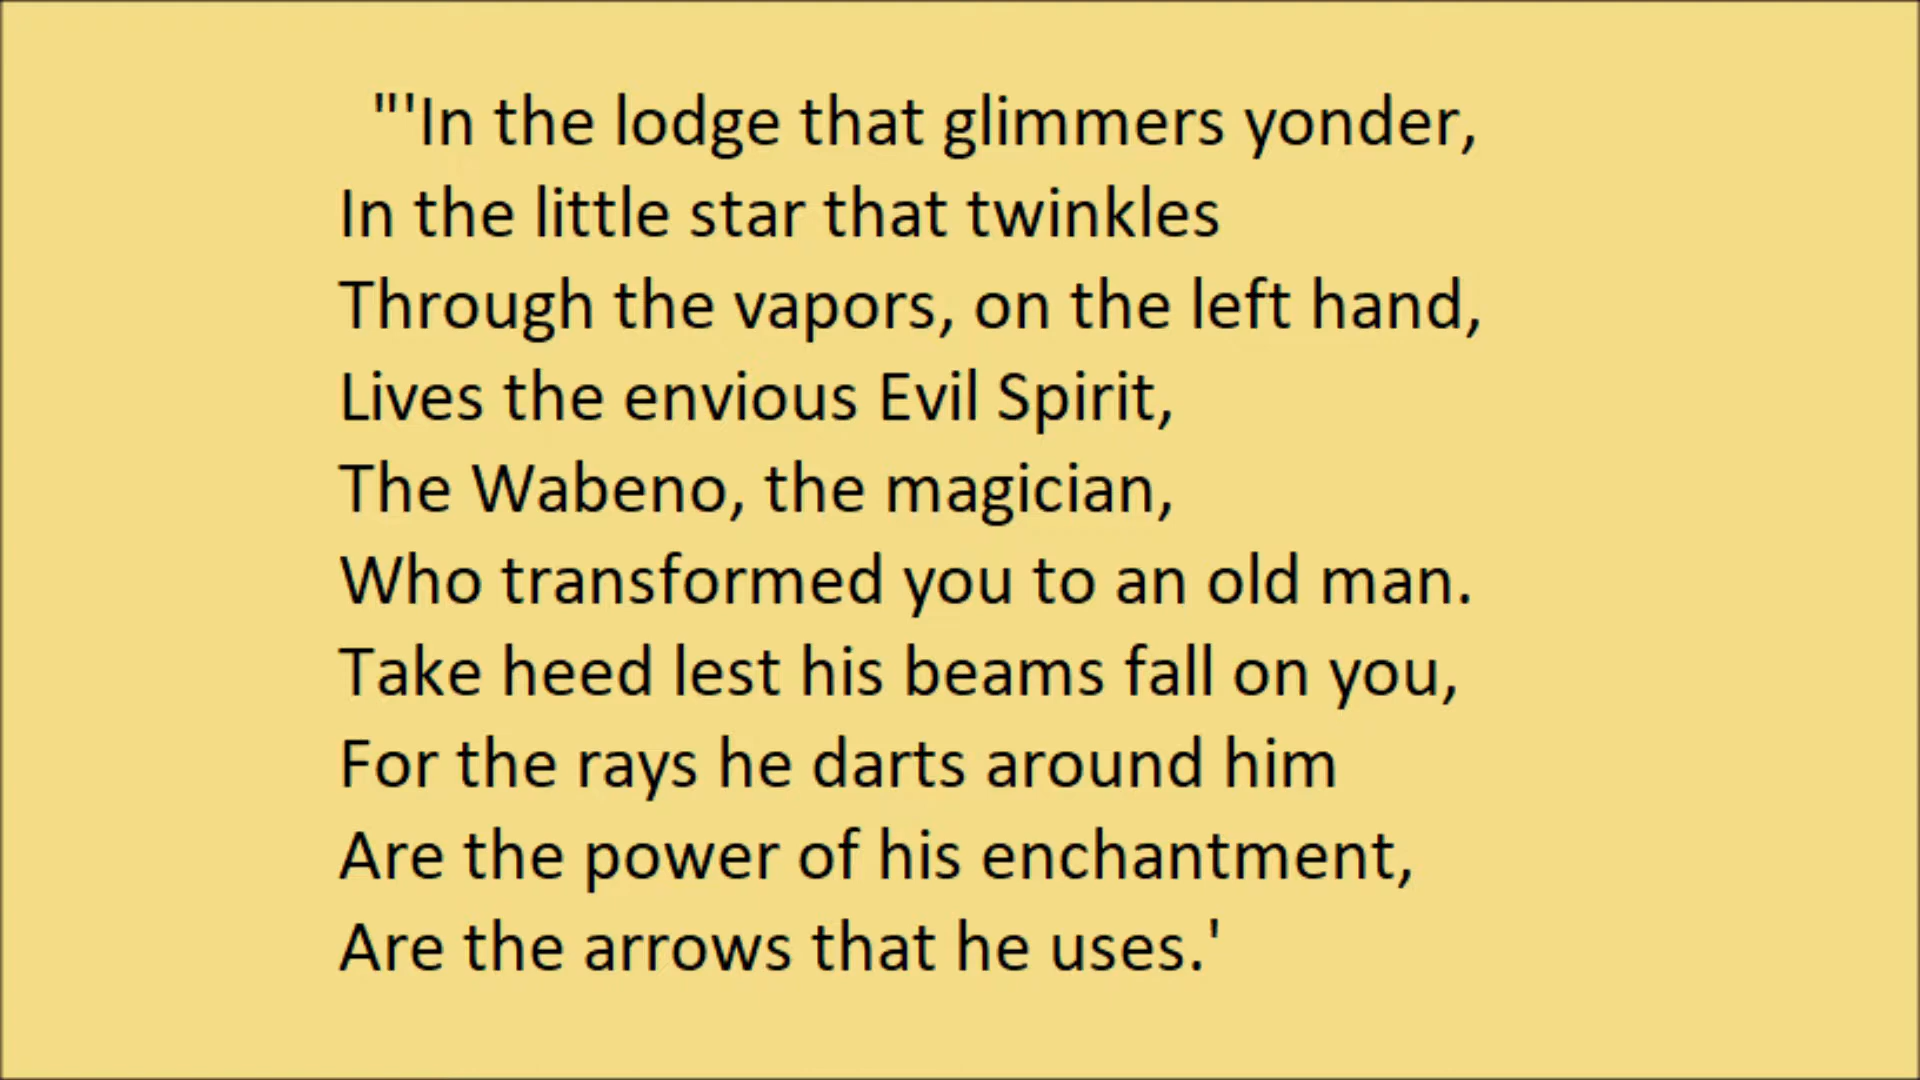 "'In the lodge that glimmers yonder,
In the little star that twinkles
Through the vapors, on the left hand,
Lives the envious Evil Spirit,
The Wabeno, the magician,
Who transformed you to an old man.
Take heed lest his beams fall on you,
For the rays he darts around him
Are the power of his enchantment,
Are the arrows that he uses.'